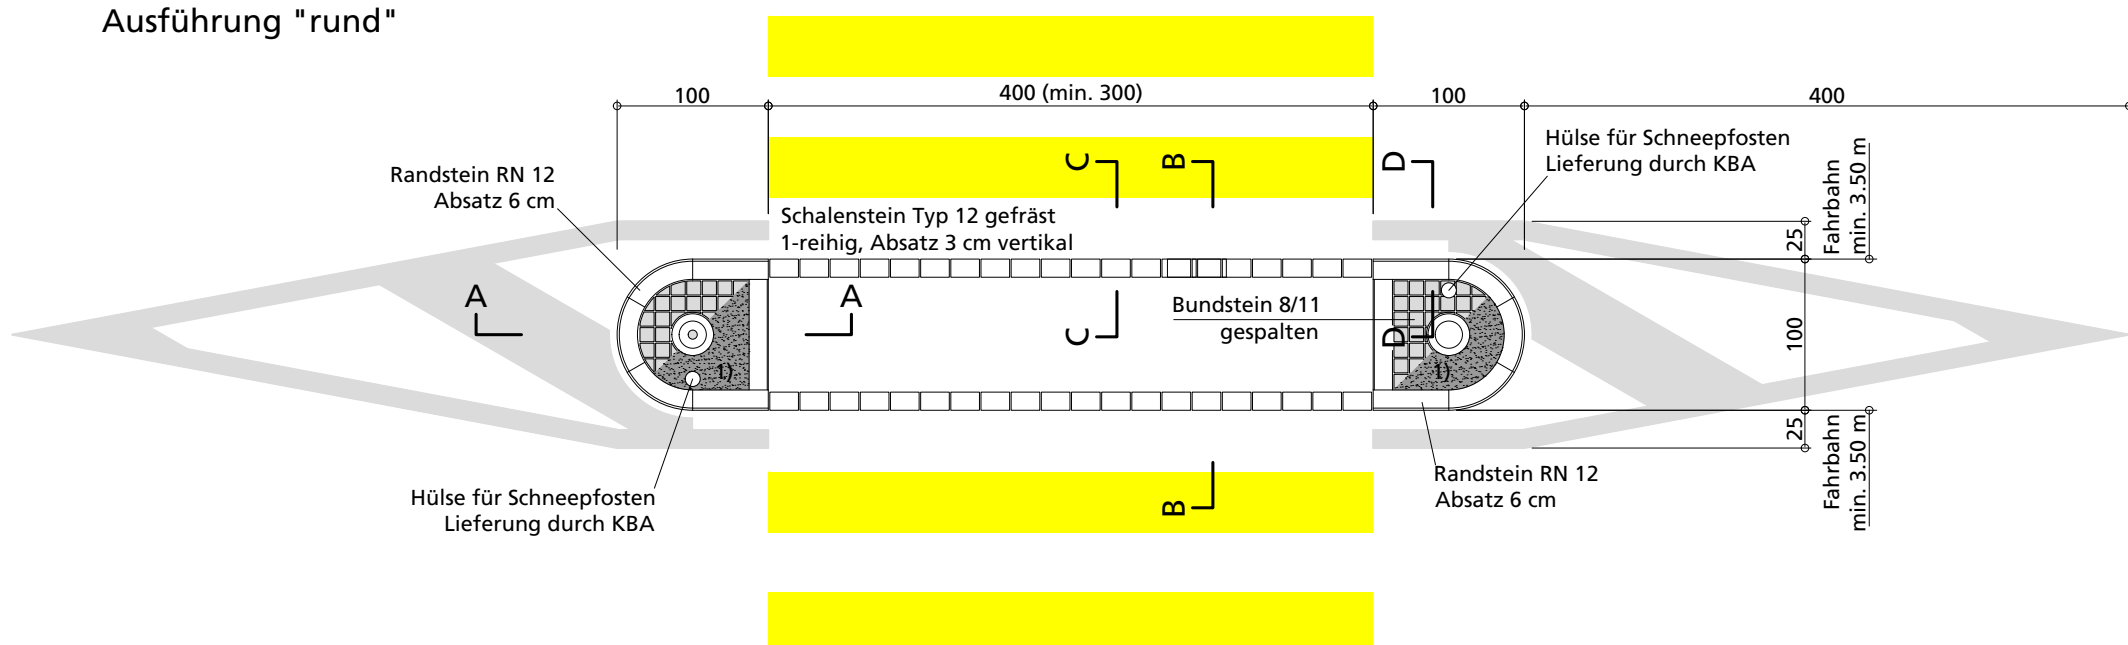 Ausführung "rund"
100
400 (min. 300)
100
400
Hülse für Schneepfosten
Lieferung durch KBA
Randstein RN 12
Absatz 6 cm
C
B
D
Fahrbahn
min. 3.50 m
Schalenstein Typ 12 gefräst
1-reihig, Absatz 3 cm vertikal
25
A
A
Bundstein 8/11
gespalten
C
D
100
1)
1)
25
Fahrbahn
min. 3.50 m
Randstein RN 12
Absatz 6 cm
Hülse für Schneepfosten
Lieferung durch KBA
B